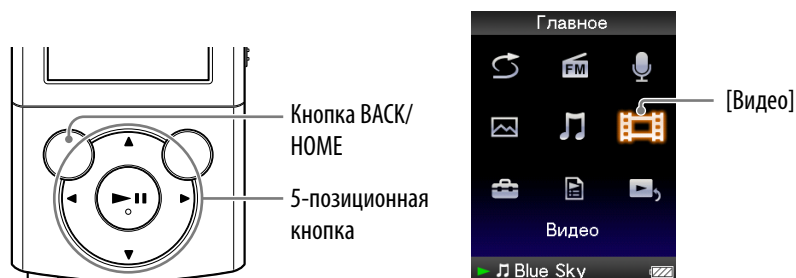 Кнопка BACK/
HOME
5-позиционная
кнопка
Главное
FM
[Видео]
Видео
Blue Sky